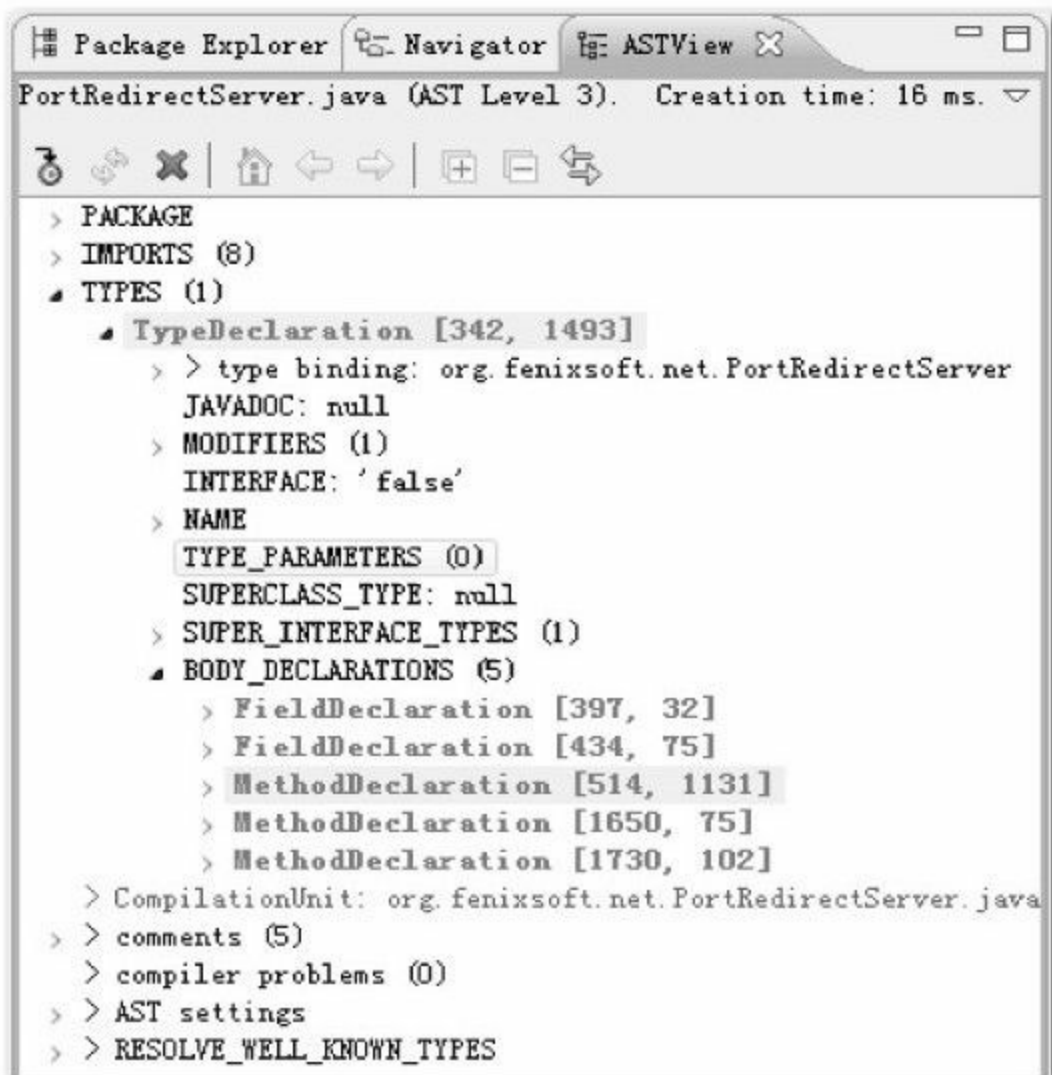 Package Explorer Navigator ASTView
PortRedirectServer.java (AST Level 3). Creation time: 16 ms.
PACKAGE
IMPORTS (8)
TYPES (1)
TypeDeclaration [342, 1493]
> type binding: org.fenixsoft.net.PortRedirectServer
JAVADOC: null
MODIFIERS (1)
INTERFACE: 'false'
NAME
TYPE_PARAMETERS (0)
SUPERCLASS_TYPE: null
SUPER_INTERFACE_TYPES (1)
BODY_DECLARATIONS (5)
FieldDeclaration [397, 32]
FieldDeclaration [434, 75]
MethodDeclaration [514, 1131]
MethodDeclaration [1650, 75]
MethodDeclaration [1730, 102]
> CompilationUnit: org.fenixsoft.net.PortRedirectServer.java
> comments (5)
> compiler problems (0)
> AST settings
> RESOLVE_WELL_KNOWN_TYPES